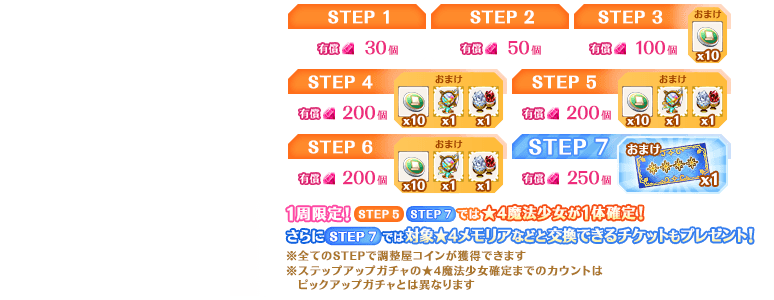 STEP 1 STEP 2 STEP 3 おまけ
有償 30個 有償 50個 有償 100個 x10
STEP 4 おまけ STEP 5 おまけ
有償 200個 x10 x1 x1 有償 200個 x10 x1 x1
STEP 6 おまけ STEP 7 おまけ
有償 200個 x10 x1 x1 有償 250個 x1
1周限定! STEP 5 STEP 7 では★4魔法少女が1体確定!
さらに STEP 7 では対象★4メモリアなどと交換できるチケットもプレゼント!
※全てのSTEPで調整屋コインが獲得できます
※ステップアップガチャの★4魔法少女確定までのカウントは
ピックアップガチャとは異なります